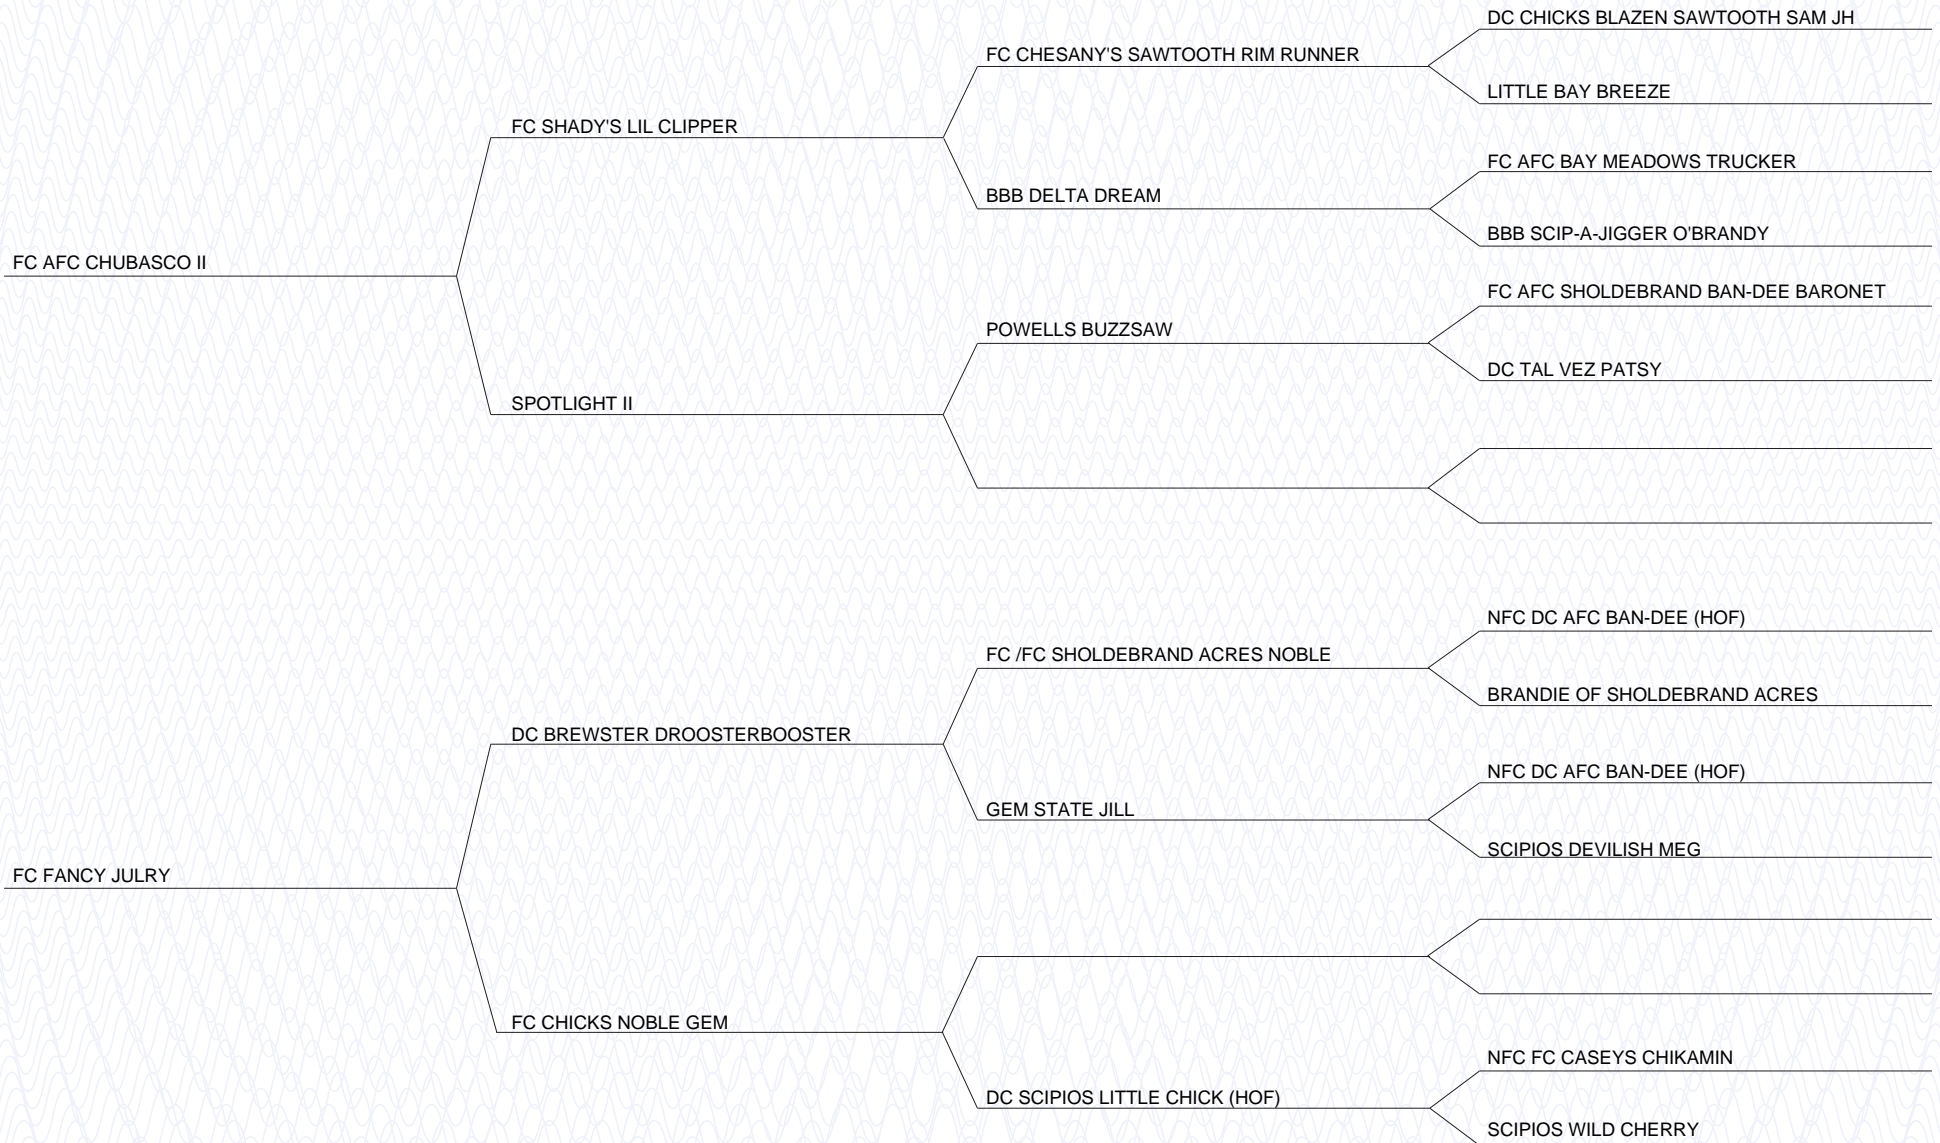 DC CHICKS BLAZEN SAWTOOTH SAM JH
FC CHESANY'S SAWTOOTH RIM RUNNER
LITTLE BAY BREEZE
FC SHADY'S LIL CLIPPER
FC AFC BAY MEADOWS TRUCKER
BBB DELTA DREAM
BBB SCIP-A-JIGGER O'BRANDY
FC AFC CHUBASCO II
FC AFC SHOLDEBRAND BAN-DEE BARONET
POWELLS BUZZSAW
DC TAL VEZ PATSY
SPOTLIGHT II
NFC DC AFC BAN-DEE (HOF)
FC /FC SHOLDEBRAND ACRES NOBLE
BRANDIE OF SHOLDEBRAND ACRES
DC BREWSTER DROOSTERBOOSTER
NFC DC AFC BAN-DEE (HOF)
GEM STATE JILL
SCIPIOS DEVILISH MEG
FC FANCY JULRY
FC CHICKS NOBLE GEM
NFC FC CASEYS CHIKAMIN
DC SCIPIOS LITTLE CHICK (HOF)
SCIPIOS WILD CHERRY